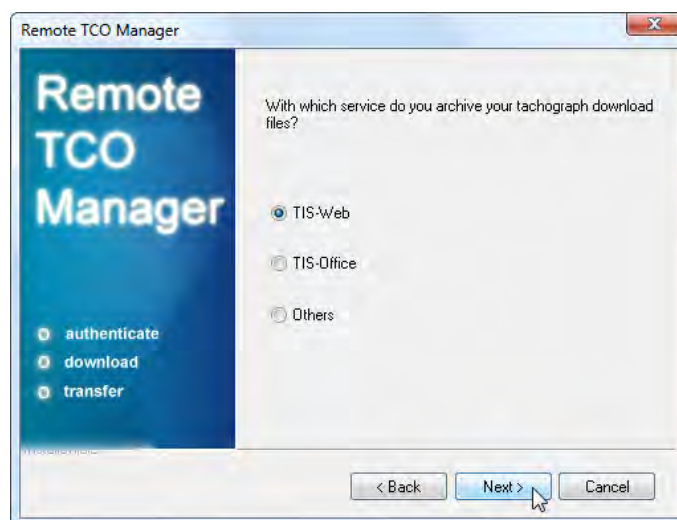 Remote TCO Manager
Remote
TCO
Manager
authenticate
download
transfer
With which service do you archive your tachograph download
files?
TIS-Web
TIS-Office
Others
< Back
Next >
Cancel